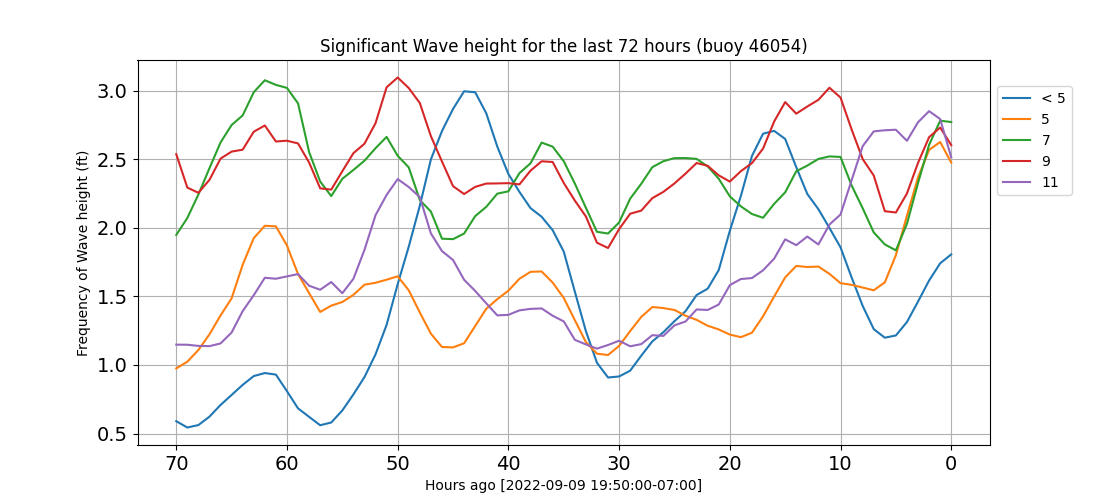 Significant Wave height for the last 72 hours (buoy 46054)
Frequency of Wave height (ft)
3.0
2.5
2.0
1.5
1.0
0.5
70 60 50 40 30 20 10 0
Hours ago [2022-09-09 19:50:00-07:00]
< 5
5
7
9
11